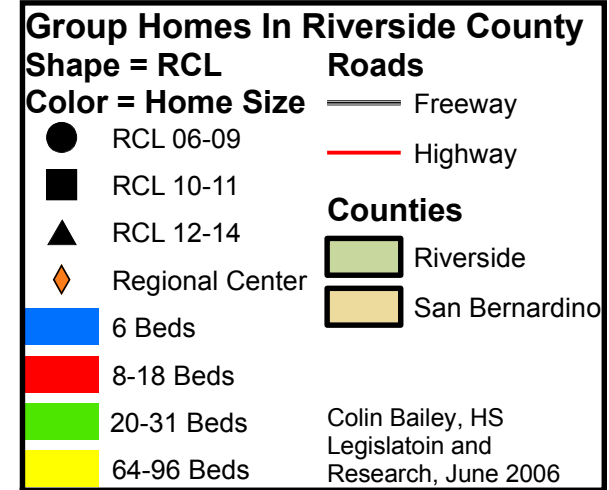 Group Homes In Riverside County
Shape = RCL
Color = Home Size
RCL 06-09
RCL 10-11
RCL 12-14
Regional Center
6 Beds
8-18 Beds
20-31 Beds
64-96 Beds
Roads
Freeway
Highway
Counties
Riverside
San Bernardino
Colin Bailey, HS
Legislatoin and
Research, June 2006